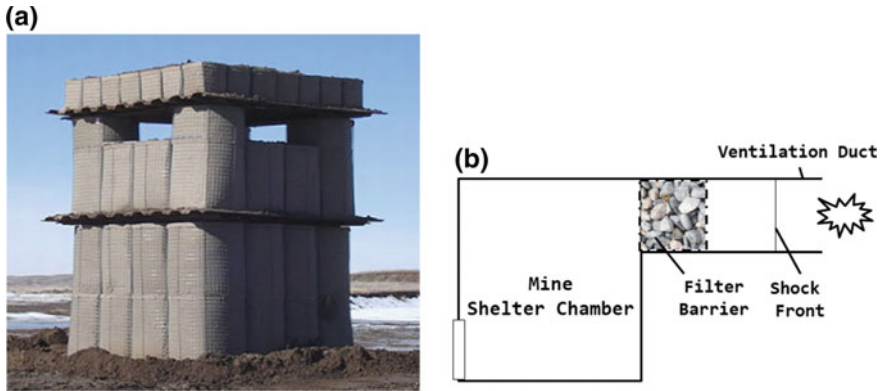 (a)
(b)
Ventilation Duct
Mine
Shelter Chamber
Filter
Barrier
Shock
Front